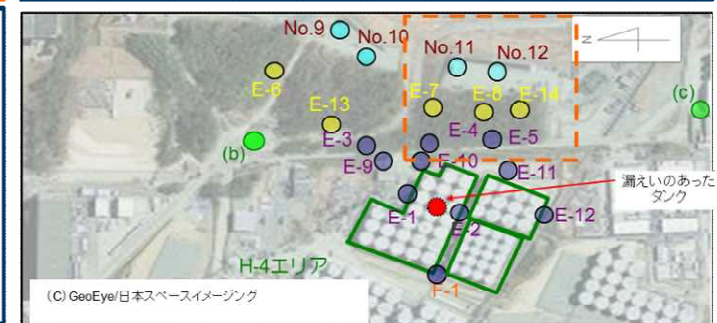 No.9
No.10
No.11
No.12
N
E-6
E-7
E-8
E-14
(c)
E-13
E-3
E-4
E-5
(b)
E-9
E-10
E-11
漏えいのあった
タンク
E-1
E-2
E-12
H-4エリア
F-1
(C) GeoEye/日本スペースイメージング